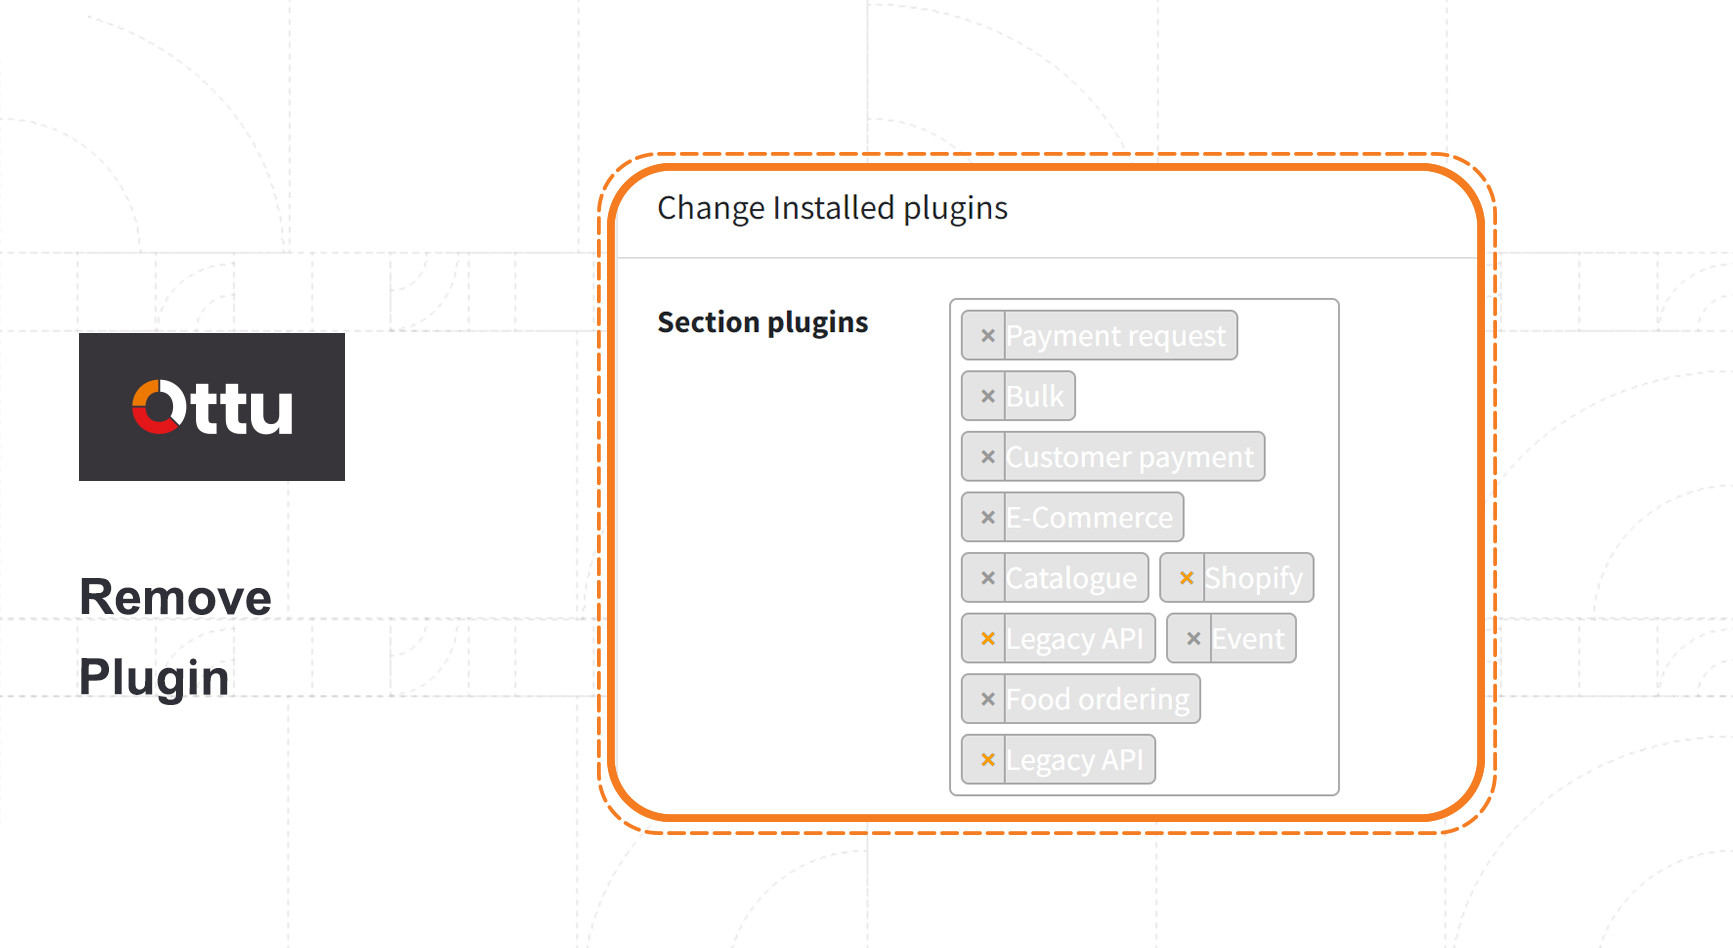 Ottu
Remove
Plugin
Change Installed plugins
Section plugins
× Payment request
× Bulk
× Customer payment
× E-Commerce
× Catalogue × Shopify
× Legacy API × Event
× Food ordering
× Legacy API